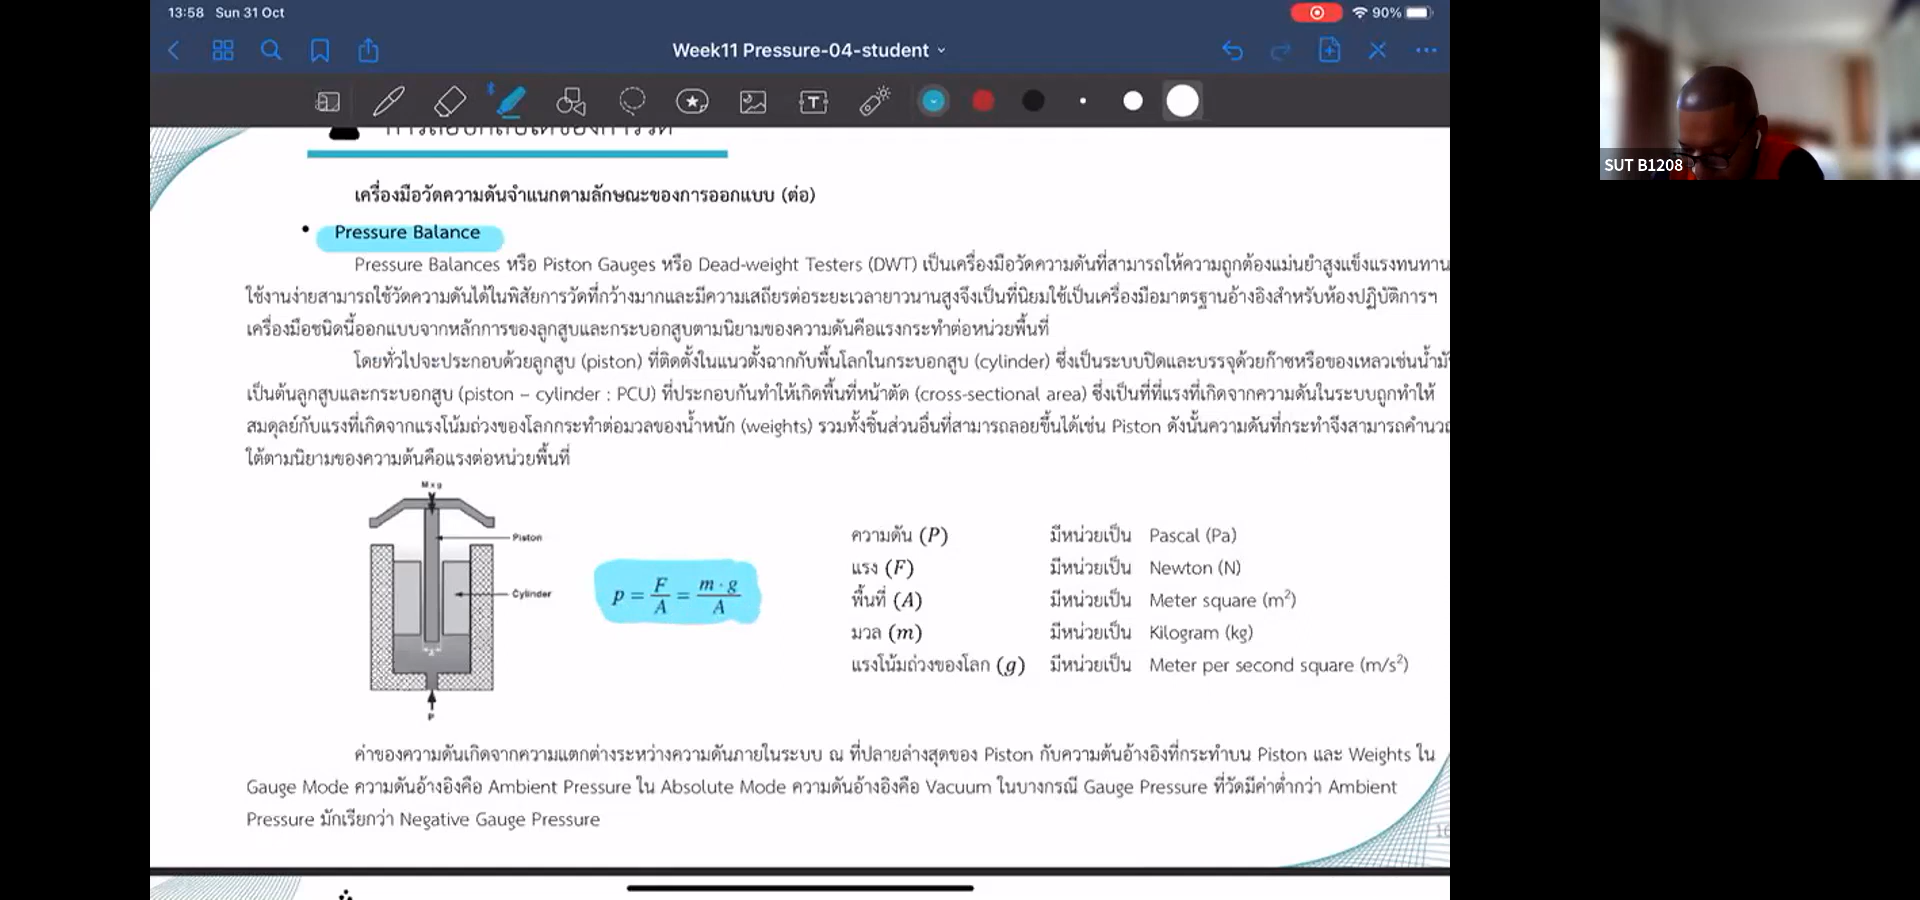 13:58 Sun 31 Oct
90%
Week11 Pressure-04-student
SUT B1208
การสอบกลับได้ของการวัด
เครื่องมือวัดความดันจำแนกตามลักษณะของการออกแบบ (ต่อ)
• Pressure Balance
Pressure Balances หรือ Piston Gauges หรือ Dead-weight Testers (DWT) เป็นเครื่องมือวัดความดันที่สามารถให้ความถูกต้องแม่นยำสูงแข็งแรงทนทาน
ใช้งานง่ายสามารถใช้วัดความดันได้ในพิสัยการวัดที่กว้างมากและมีความเสถียรต่อระยะเวลายาวนานสูงจึงเป็นที่นิยมใช้เป็นเครื่องมือมาตรฐานอ้างอิงสำหรับห้องปฏิบัติการฯ
เครื่องมือชนิดนี้ออกแบบจากหลักการของลูกสูบและกระบอกสูบตามนิยามของความดันคือแรงกระทำต่อหน่วยพื้นที่
โดยทั่วไปจะประกอบด้วยลูกสูบ (piston) ที่ติดตั้งในแนวตั้งฉากกับพื้นโลกในกระบอกสูบ (cylinder) ซึ่งเป็นระบบปิดและบรรจุด้วยก๊าซหรือของเหลวเช่น
เป็นต้นลูกสูบและกระบอกสูบ (piston – cylinder : PCU) ที่ประกอบกันทำให้เกิดพื้นที่หน้าตัด (cross-sectional area) ซึ่งเป็นที่ที่แรงที่เกิดจากความดันในระบบถูกทำให้
สมดุลย์กับแรงที่เกิดจากแรงโน้มถ่วงของโลกกระทำต่อมวลของน้ำหนัก (weights) รวมทั้งชิ้นส่วนอื่นที่สามารถลอยขึ้นได้เช่น Piston ดังนั้นความดันที่กระทำจึงสามารถ
ได้ตามนิยามของความดันคือแรงต่อหน่วยพื้นที่
M x g
Piston
Cylinder
P
p = F/A = m · g/A
ความดัน (P) มีหน่วยเป็น Pascal (Pa)
แรง (F) มีหน่วยเป็น Newton (N)
พื้นที่ (A) มีหน่วยเป็น Meter square (m²)
มวล (m) มีหน่วยเป็น Kilogram (kg)
แรงโน้มถ่วงของโลก (g) มีหน่วยเป็น Meter per second square (m/s²)
ค่าของความดันเกิดจากความแตกต่างระหว่างความดันภายในระบบ ณ ที่ปลายล่างสุดของ Piston กับความดันอ้างอิงที่กระทำบน Piston และ Weights ใน
Gauge Mode ความดันอ้างอิงคือ Ambient Pressure ใน Absolute Mode ความดันอ้างอิงคือ Vacuum ในบางกรณี Gauge Pressure ที่วัดมีค่าต่ำกว่า Ambient
Pressure มักเรียกว่า Negative Gauge Pressure